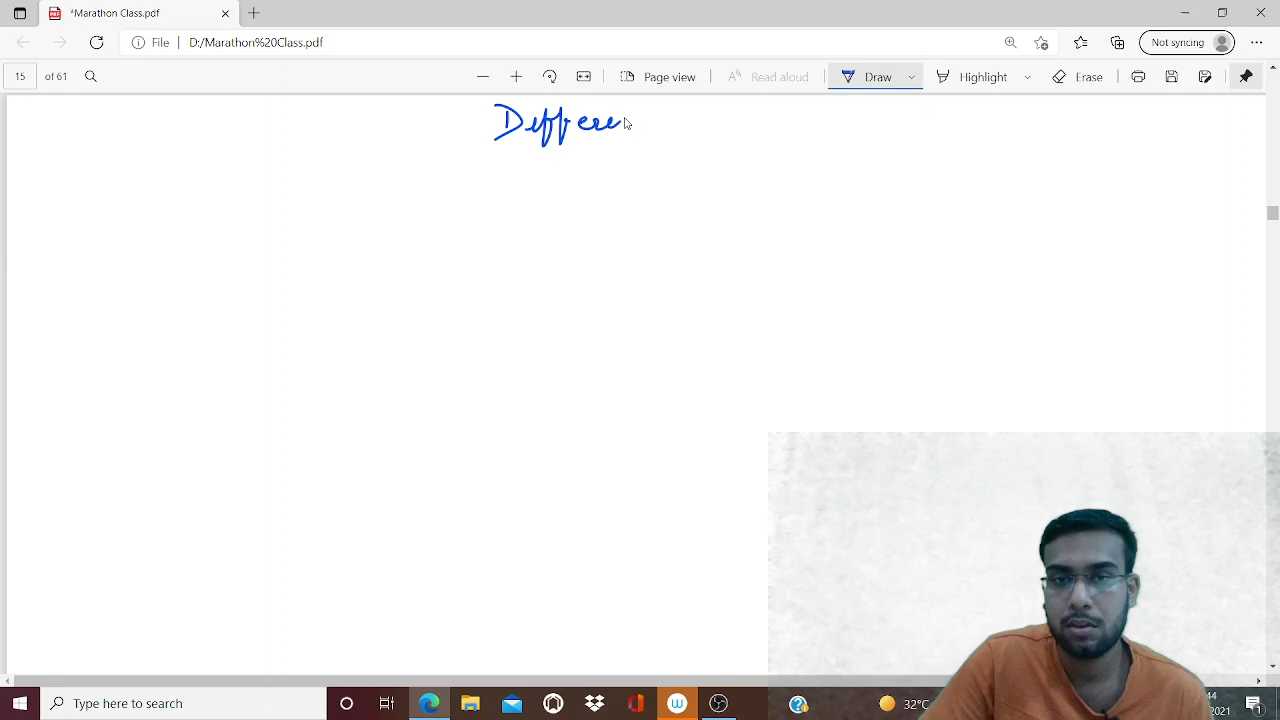 *Marathon Class.pdf
File D:/Marathon%20Class.pdf Not syncing
15 of 61 Page view Read aloud Draw Highlight Erase
Differe
Type here to search 32°C
2021